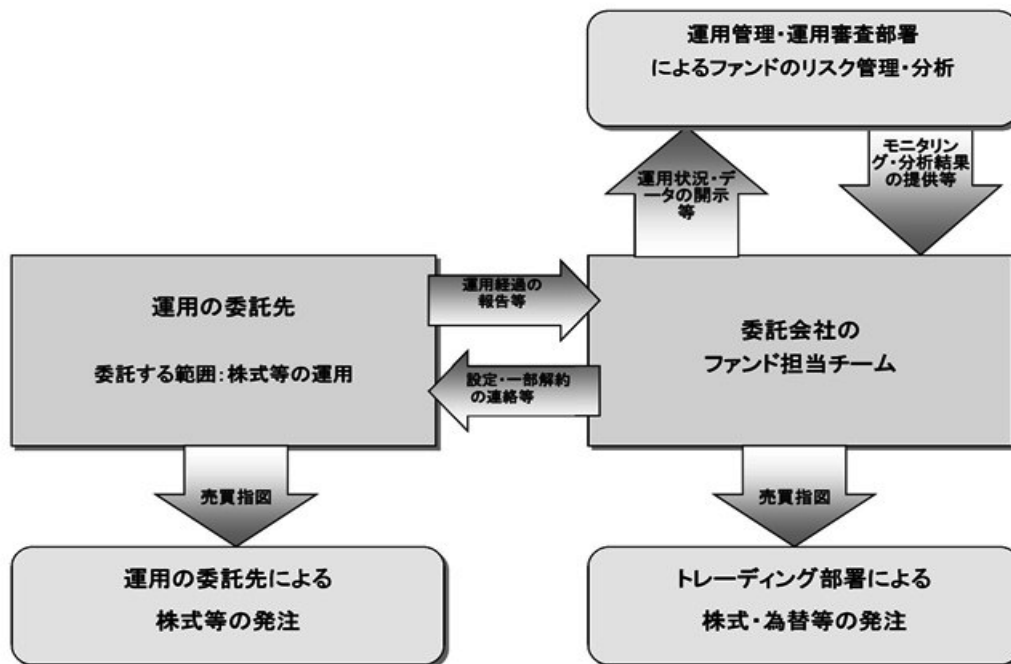 運用管理・運用審査部署
によるファンドのリスク管理・分析
運用状況・デ
ータの開示
等
モニタリン
グ・分析結果
の提供等
運用の委託先
委託する範囲:株式等の運用
運用経過の
報告等
設定・一部解約
の連絡等
委託会社の
ファンド担当チーム
売買指図
売買指図
運用の委託先による
株式等の発注
トレーディング部署による
株式・為替等の発注